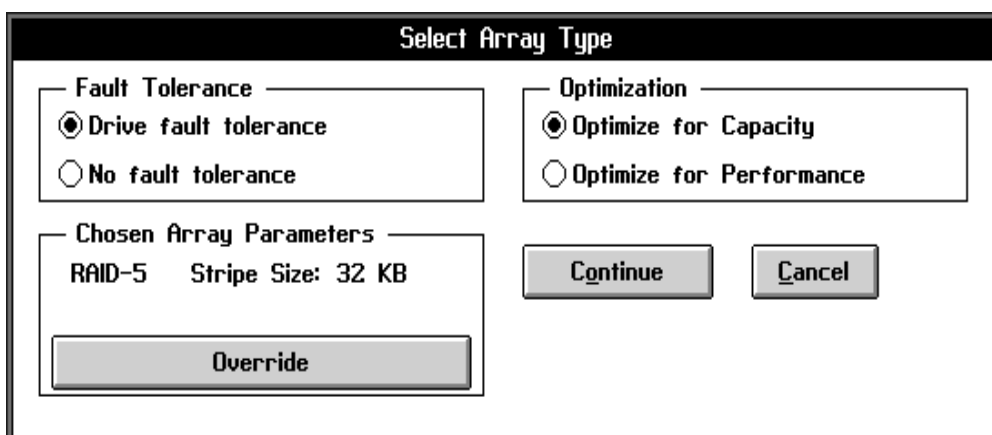 Select Array Type
Fault Tolerance
Drive fault tolerance
No fault tolerance
Optimization
Optimize for Capacity
Optimize for Performance
Chosen Array Parameters
RAID-5 Stripe Size: 32 KB
Override
Continue
Cancel